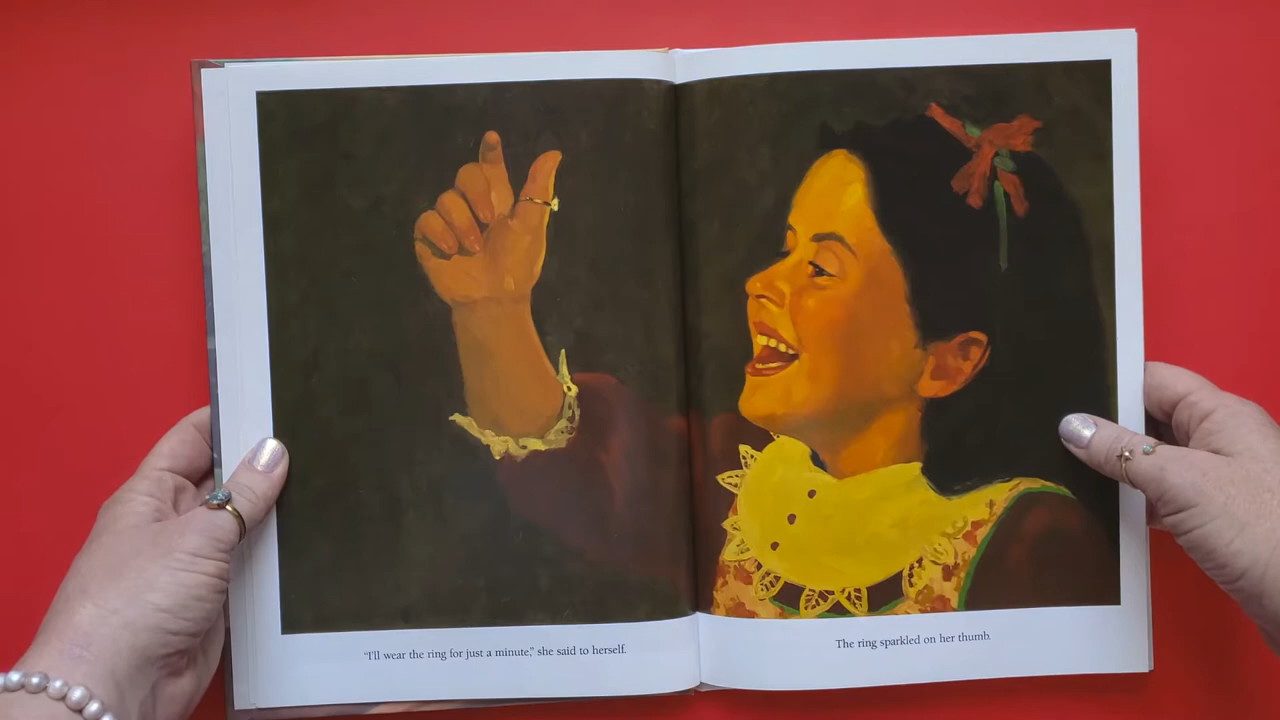 “I'll wear the ring for just a minute,” she said to herself.
The ring sparkled on her thumb.